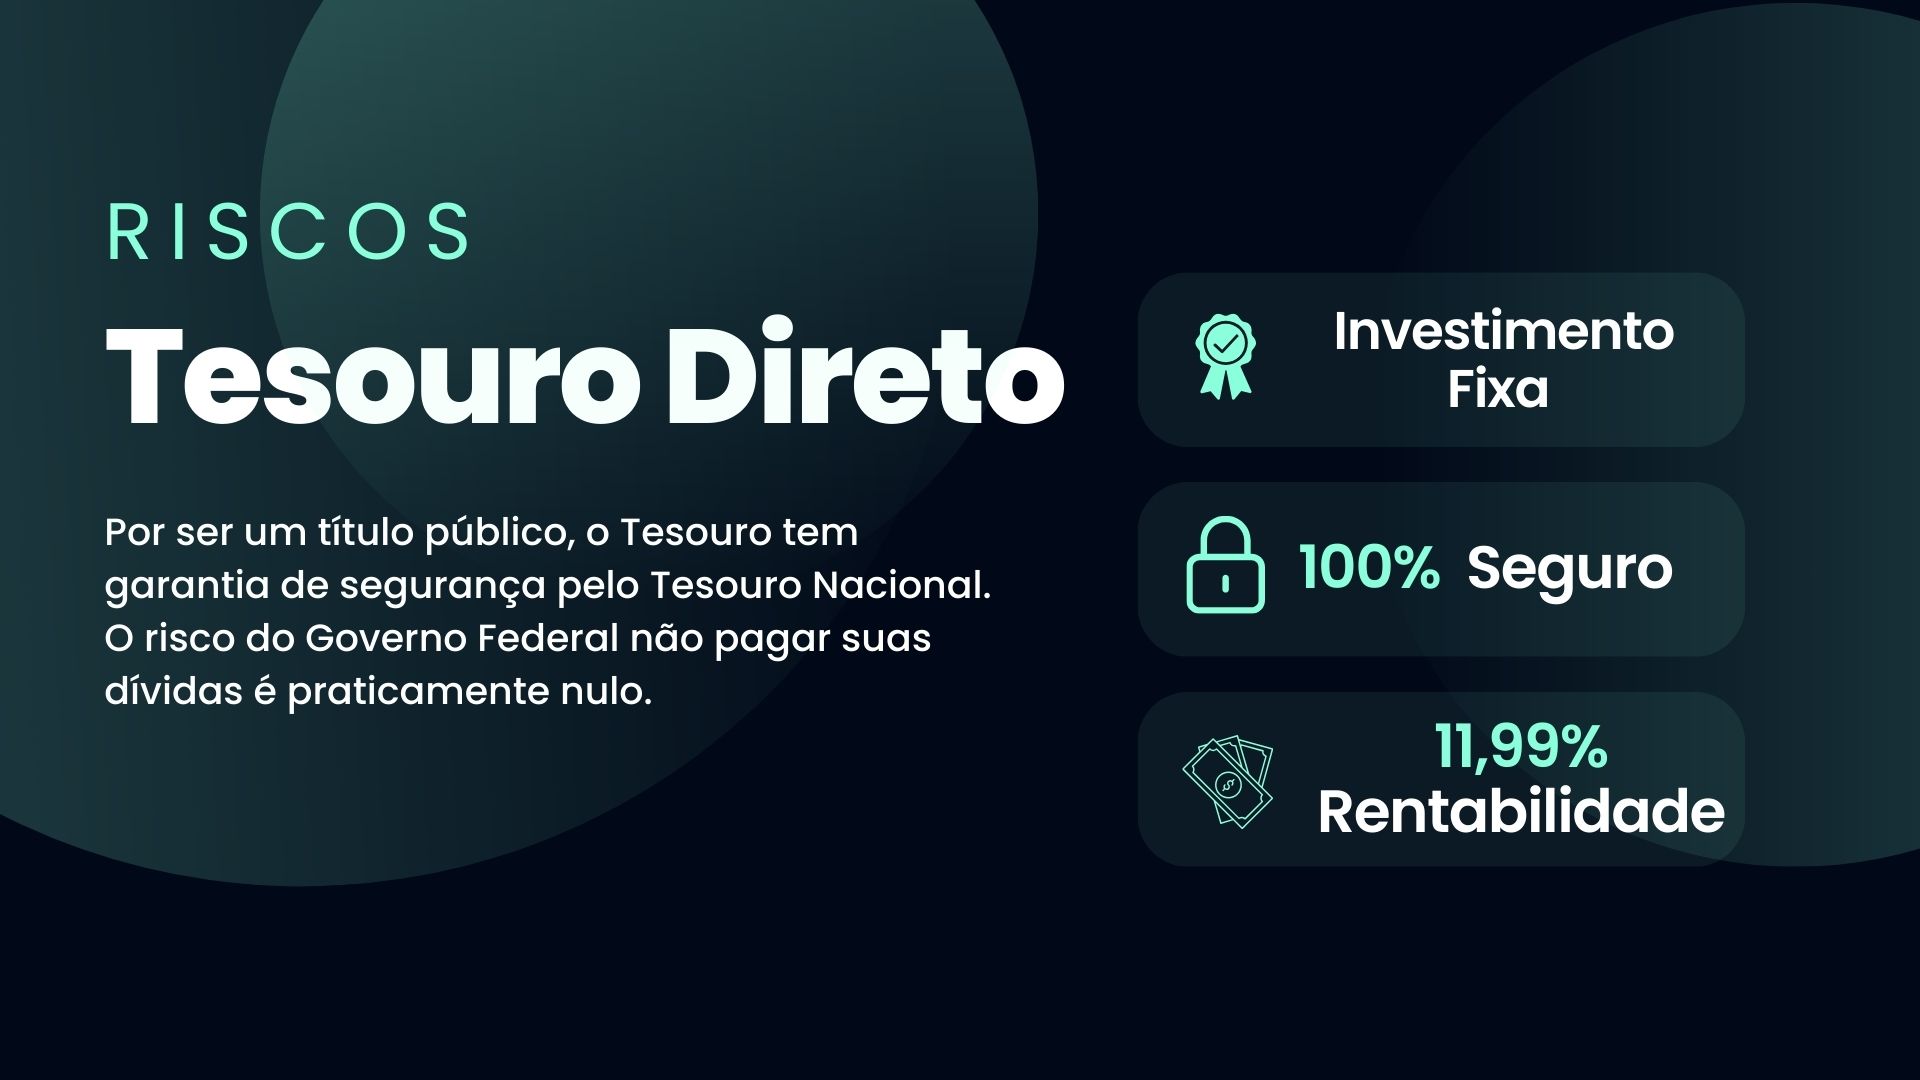 RISCOS
Tesouro Direto
Por ser um título público, o Tesouro tem
garantia de segurança pelo Tesouro Nacional.
O risco do Governo Federal não pagar suas
dívidas é praticamente nulo.
Investimento
Fixa
100% Seguro
11,99%
Rentabilidade